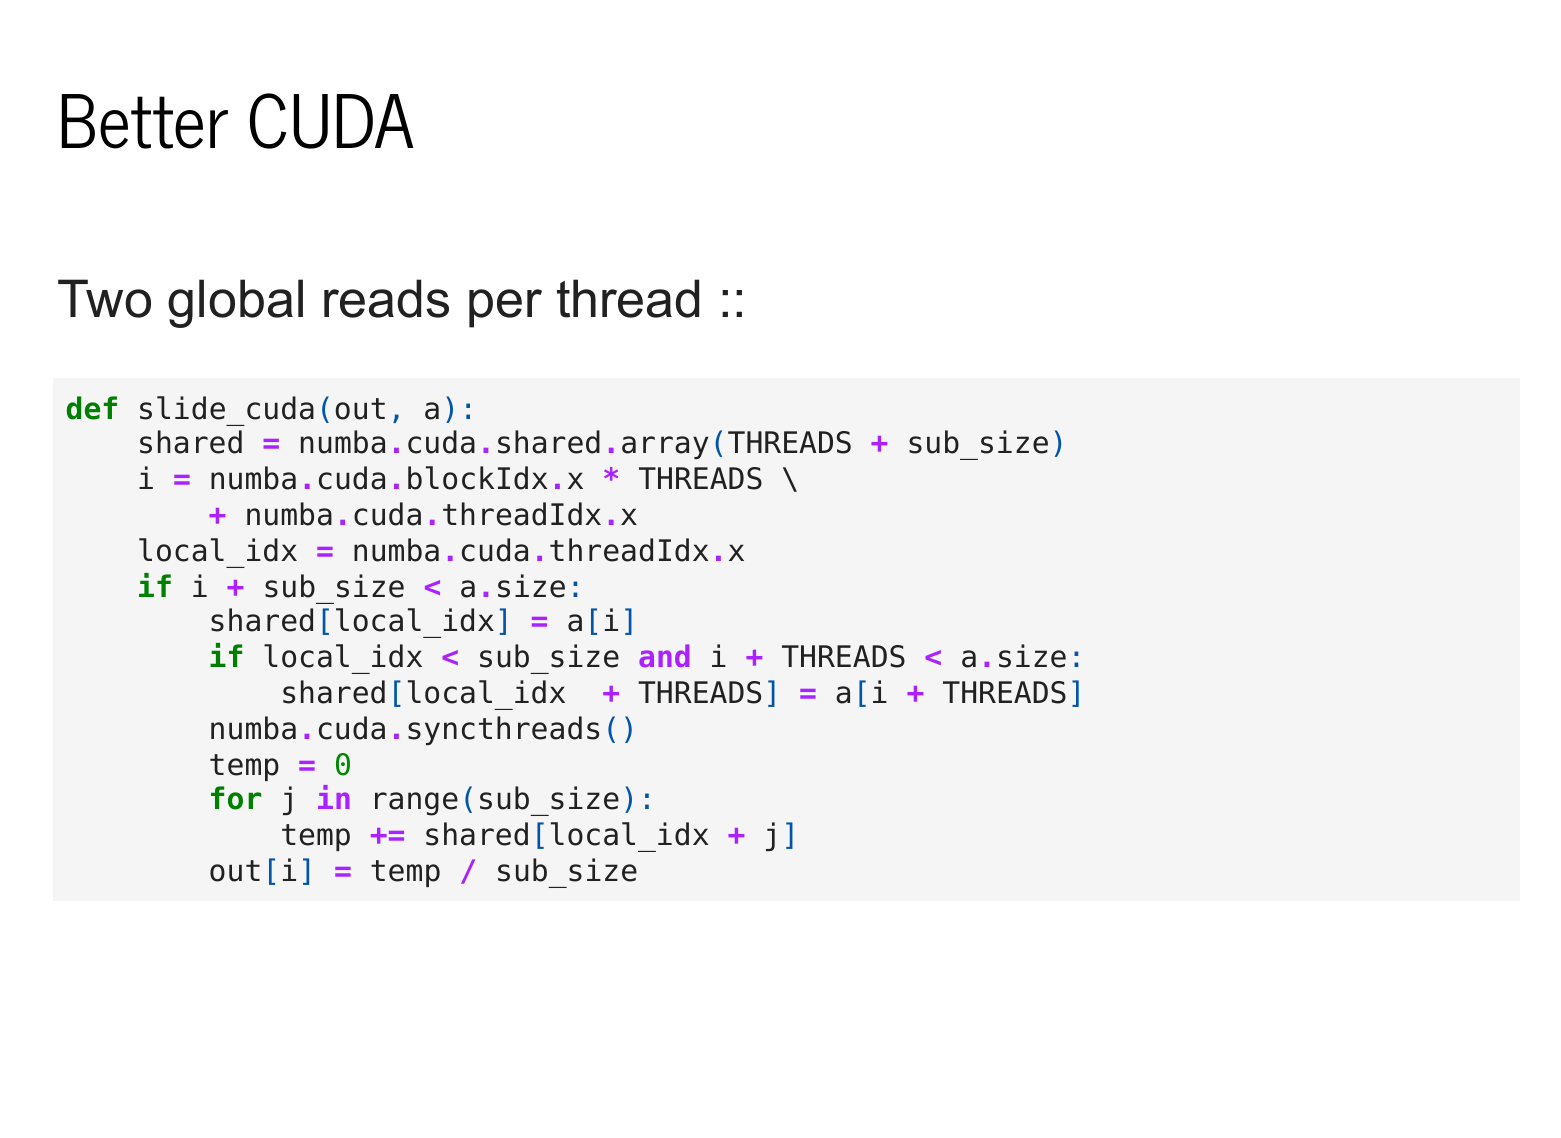 Better CUDA
Two global reads per thread ::
def slide_cuda(out, a):
    shared = numba.cuda.shared.array(THREADS + sub_size)
    i = numba.cuda.blockIdx.x * THREADS \
        + numba.cuda.threadIdx.x
    local_idx = numba.cuda.threadIdx.x
    if i + sub_size < a.size:
        shared[local_idx] = a[i]
        if local_idx < sub_size and i + THREADS < a.size:
            shared[local_idx  + THREADS] = a[i + THREADS]
        numba.cuda.syncthreads()
        temp = 0
        for j in range(sub_size):
            temp += shared[local_idx + j]
        out[i] = temp / sub_size